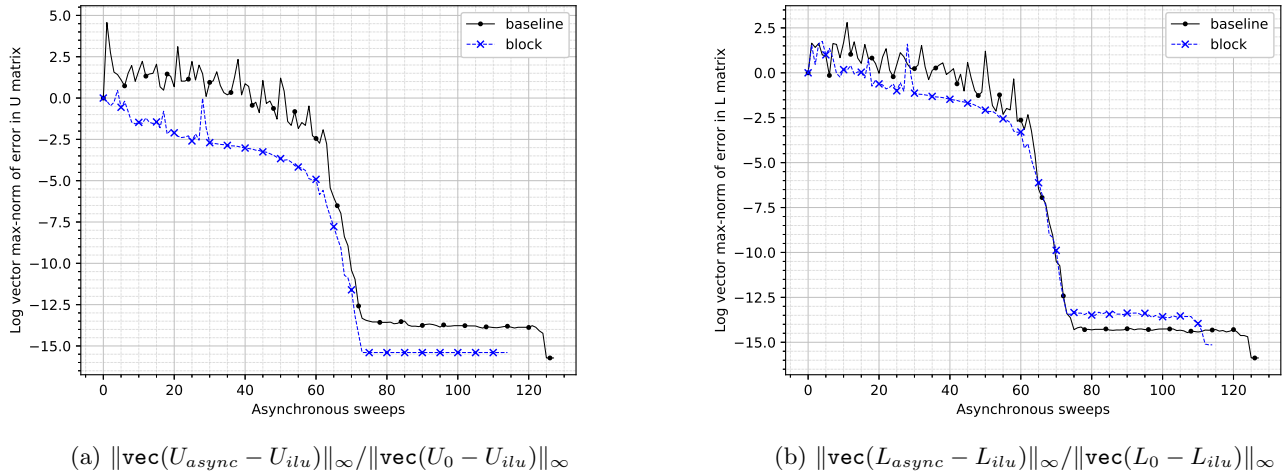 Log vector max-norm of error in U matrix
5.0
2.5
0.0
−2.5
−5.0
−7.5
−10.0
−12.5
−15.0
0 20 40 60 80 100 120
Asynchronous sweeps
baseline
block
(a) ‖vec(U_async − U_ilu)‖∞/‖vec(U_0 − U_ilu)‖∞
Log vector max-norm of error in L matrix
2.5
0.0
−2.5
−5.0
−7.5
−10.0
−12.5
−15.0
0 20 40 60 80 100 120
Asynchronous sweeps
baseline
block
(b) ‖vec(L_async − L_ilu)‖∞/‖vec(L_0 − L_ilu)‖∞